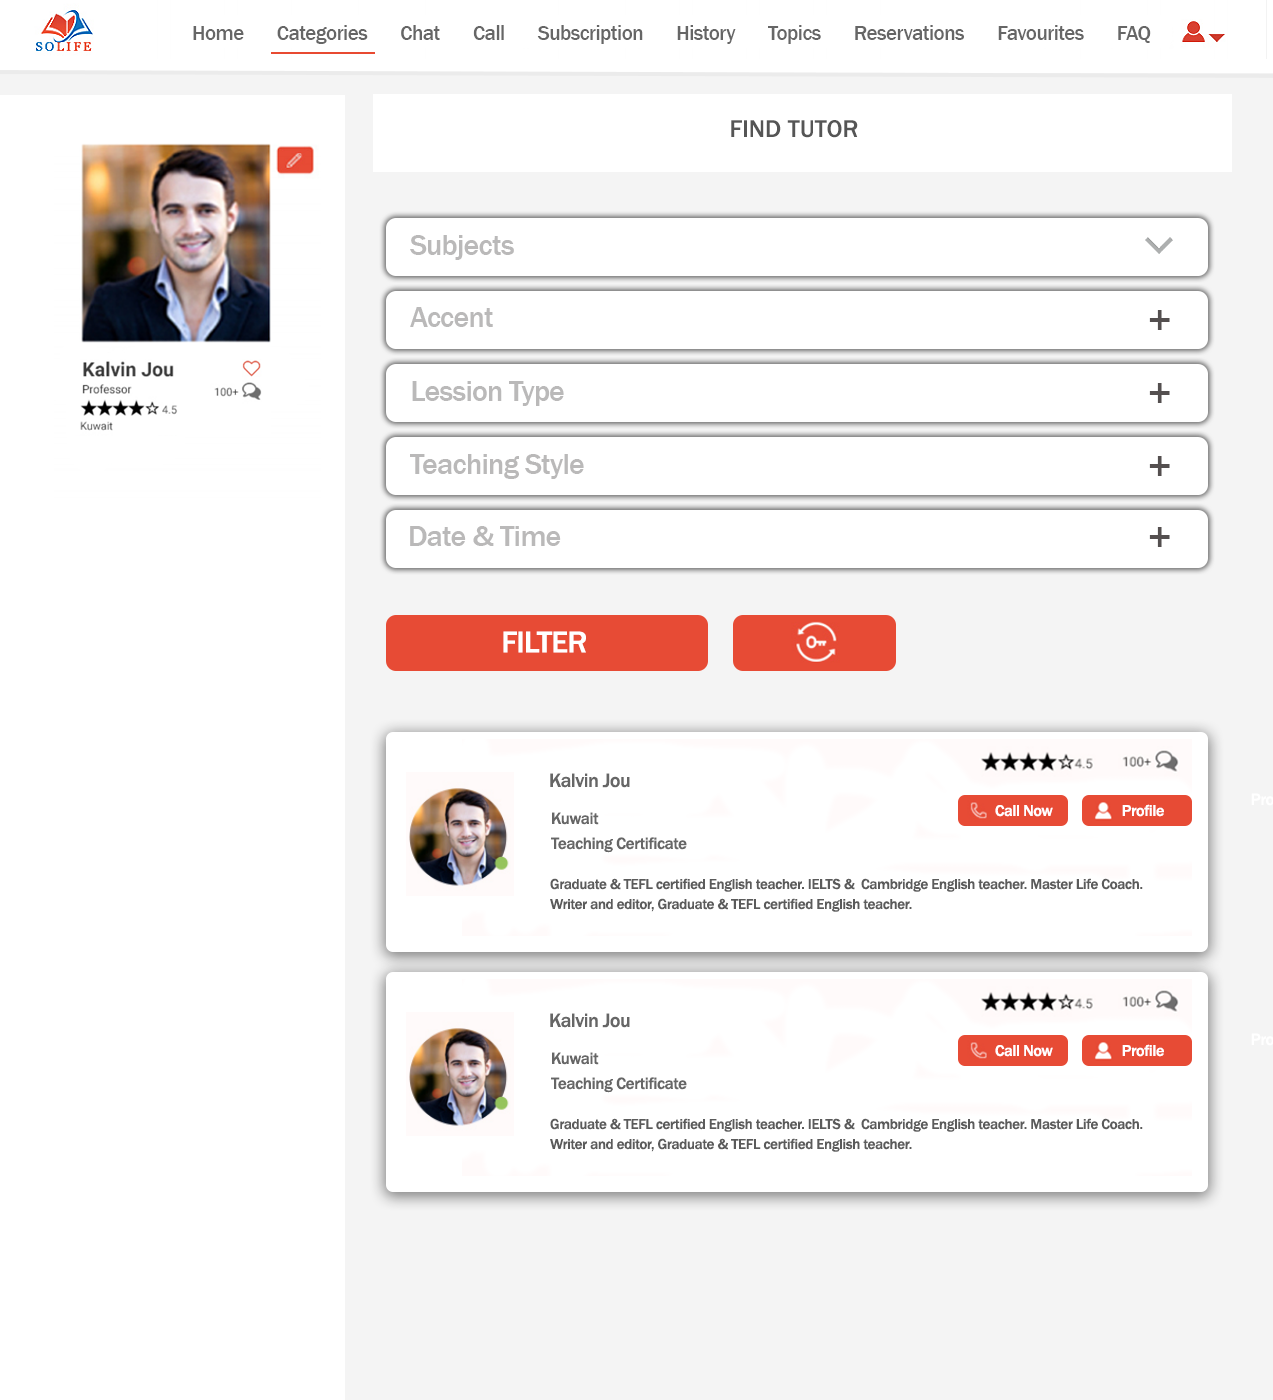 SOLIFE
Home Categories Chat Call Subscription History Topics Reservations Favourites FAQ
FIND TUTOR
Kalvin Jou
Professor
100+
4.5
Kuwait
Subjects
Accent
Lession Type
Teaching Style
Date & Time
FILTER
4.5 100+
Kalvin Jou
Call Now Profile
Kuwait
Teaching Certificate
Graduate & TEFL certified English teacher. IELTS & Cambridge English teacher. Master Life Coach.
Writer and editor, Graduate & TEFL certified English teacher.
Pro
4.5 100+
Kalvin Jou
Call Now Profile
Kuwait
Teaching Certificate
Graduate & TEFL certified English teacher. IELTS & Cambridge English teacher. Master Life Coach.
Writer and editor, Graduate & TEFL certified English teacher.
Pro